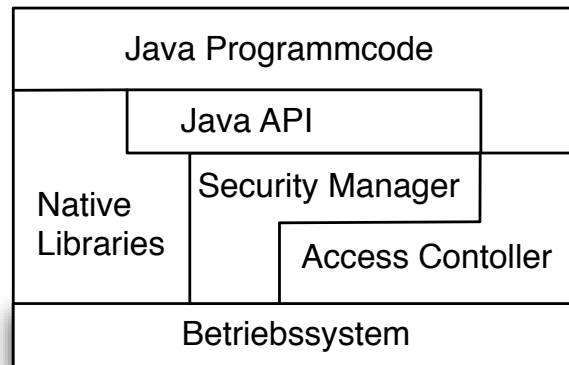 Java Programmcode
Java API
Security Manager
Native
Libraries
Access Contoller
Betriebssystem